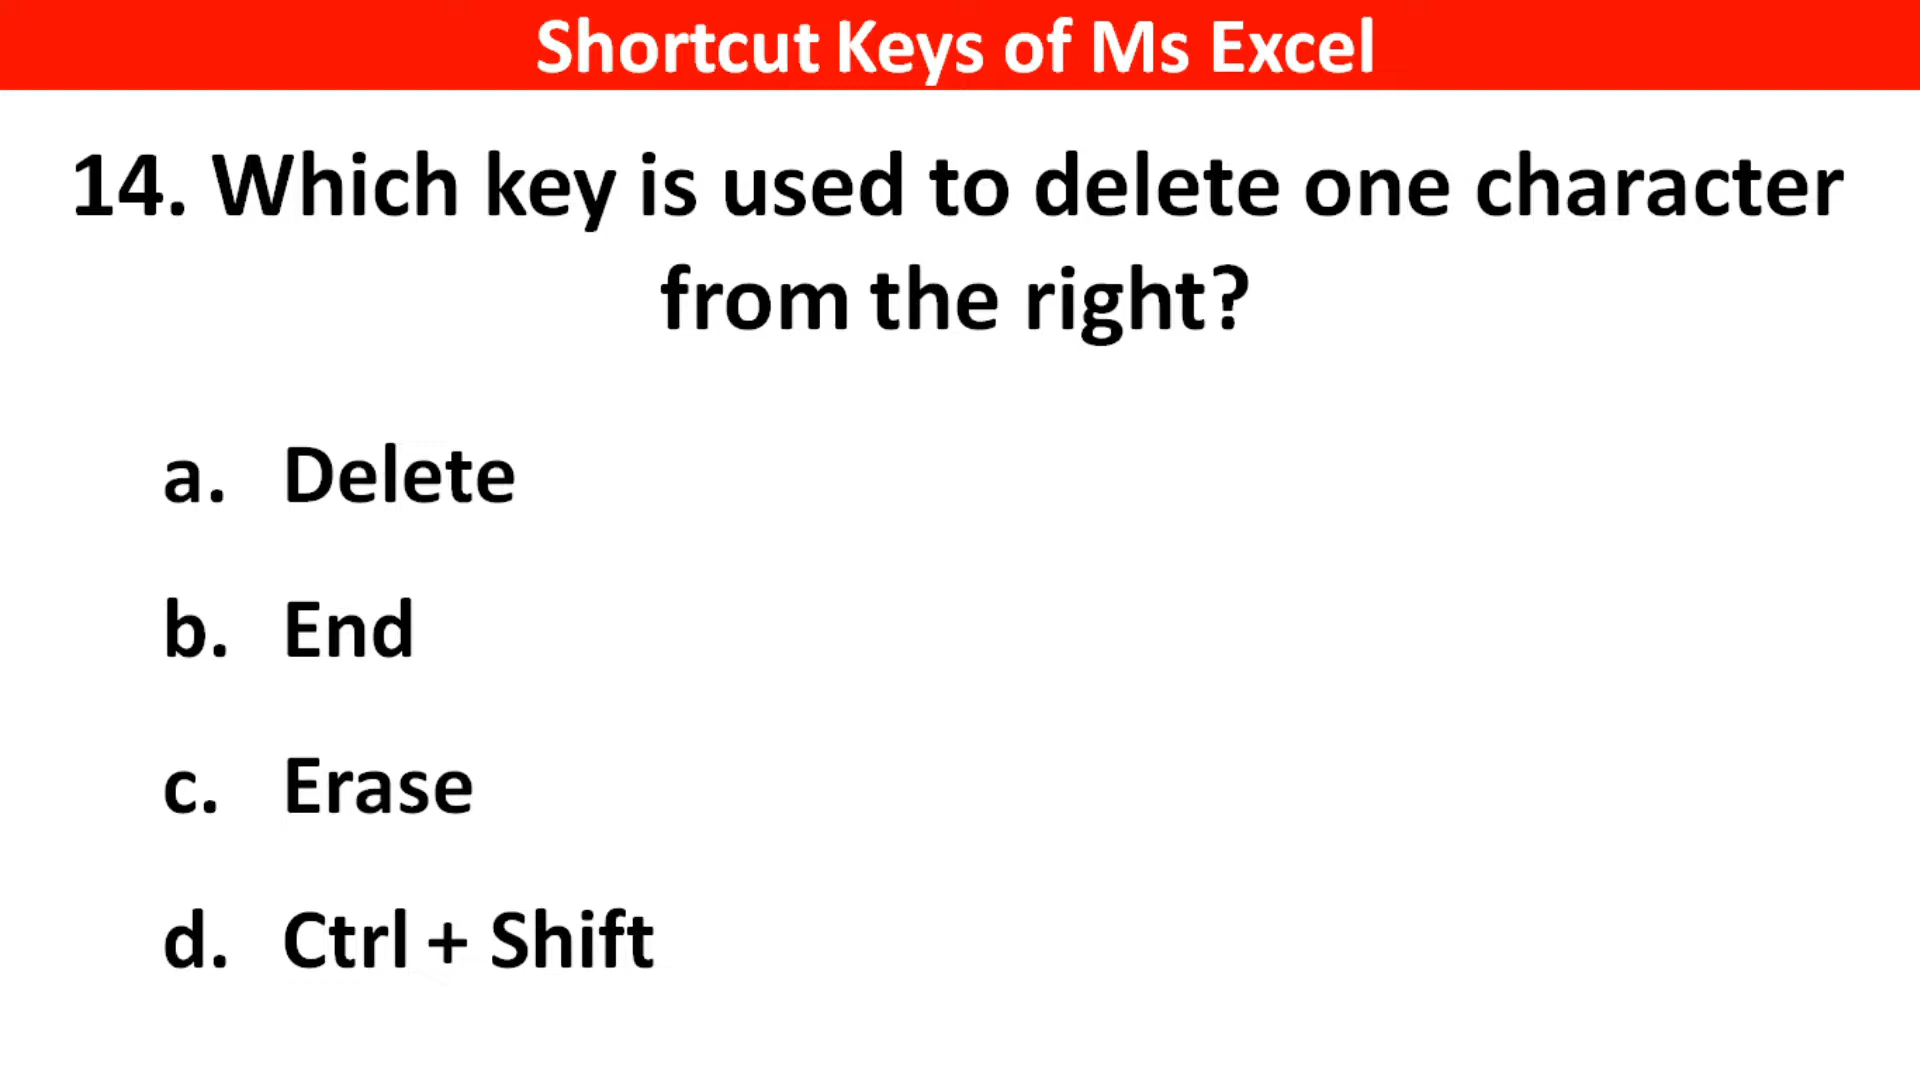 Shortcut Keys of Ms Excel
14. Which key is used to delete one character
from the right?
a. Delete
b. End
c. Erase
d. Ctrl + Shift